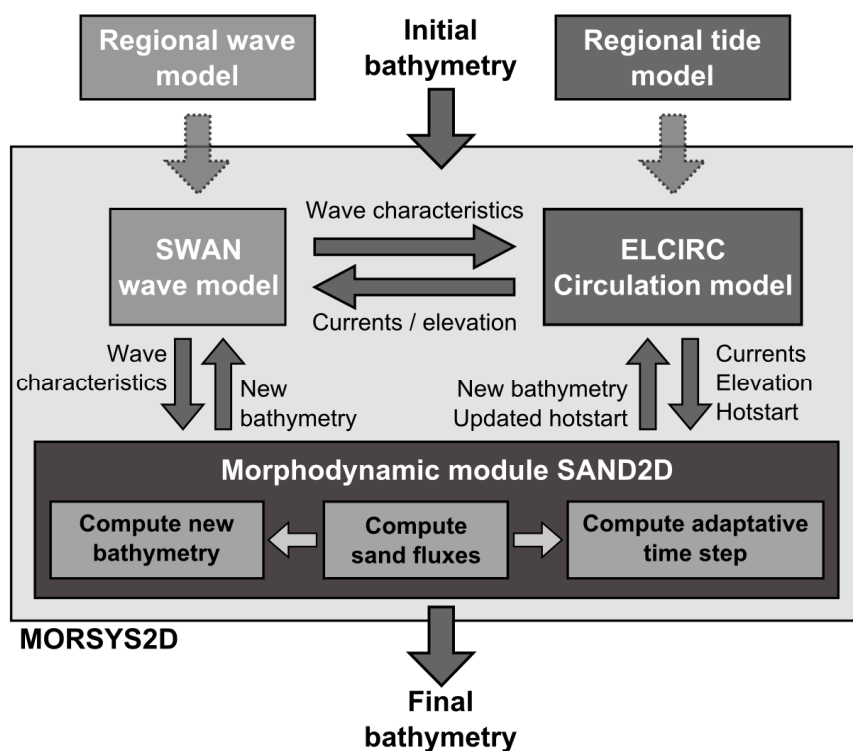 Regional wave
model
Initial
bathymetry
Regional tide
model
SWAN
wave model
Wave characteristics
Currents / elevation
ELCIRC
Circulation model
Wave
characteristics
New
bathymetry
New bathymetry
Updated hotstart
Currents
Elevation
Hotstart
Morphodynamic module SAND2D
Compute new
bathymetry
Compute
sand fluxes
Compute adaptative
time step
MORSYS2D
Final
bathymetry